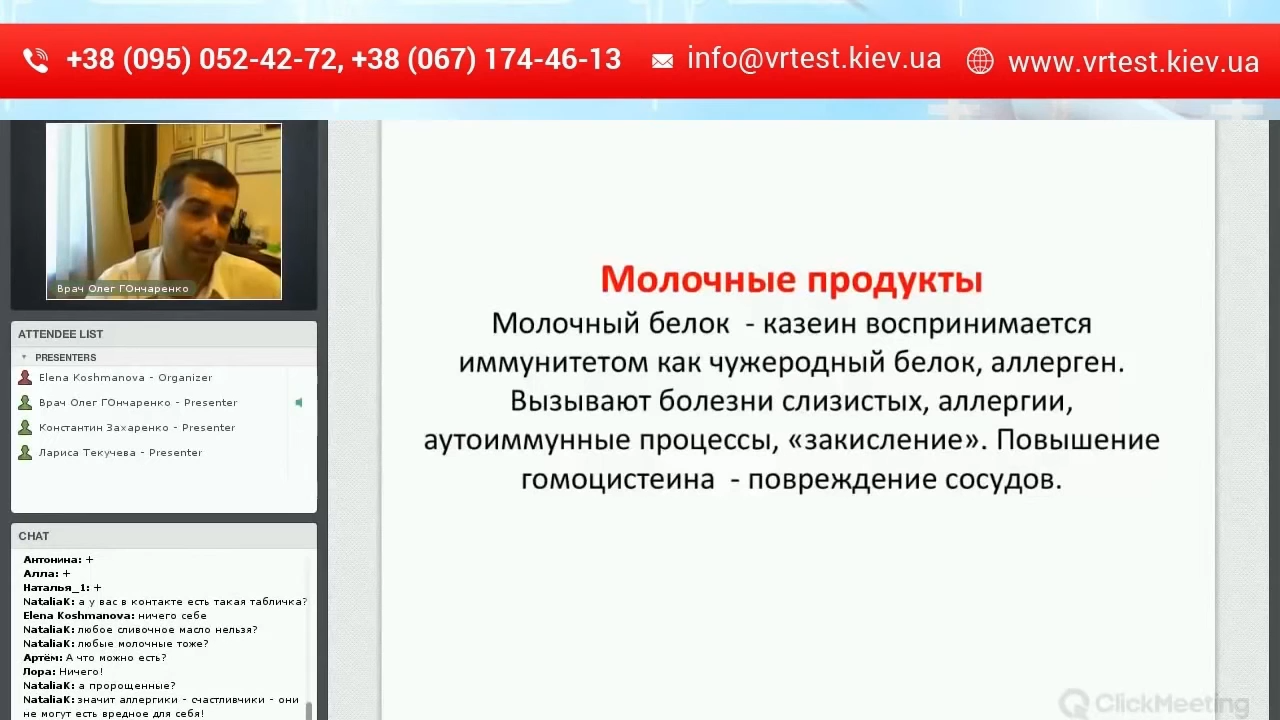 +38 (095) 052-42-72, +38 (067) 174-46-13
info@vrtest.kiev.ua
www.vrtest.kiev.ua
Врач Олег ГОнчаренко
ATTENDEE LIST
PRESENTERS
Elena Koshmanova - Organizer
Врач Олег ГОнчаренко - Presenter
Константин Захаренко - Presenter
Лариса Текучева - Presenter
CHAT
Антонина: +
Алла: +
Наталья_1: +
NataliaK: а у вас в контакте есть такая табличка?
Elena Koshmanova: ничего себе
NataliaK: любое сливочное масло нельзя?
NataliaK: любые молочные тоже?
Артём: А что можно есть?
Лора: Ничего!
NataliaK: а пророщенные?
NataliaK: значит аллергики - счастливчики - они
не могут есть вредное для себя!
Молочные продукты
Молочный белок - казеин воспринимается
иммунитетом как чужеродный белок, аллерген.
Вызывают болезни слизистых, аллергии,
аутоиммунные процессы, «закисление». Повышение
гомоцистеина - повреждение сосудов.
ClickMeeting